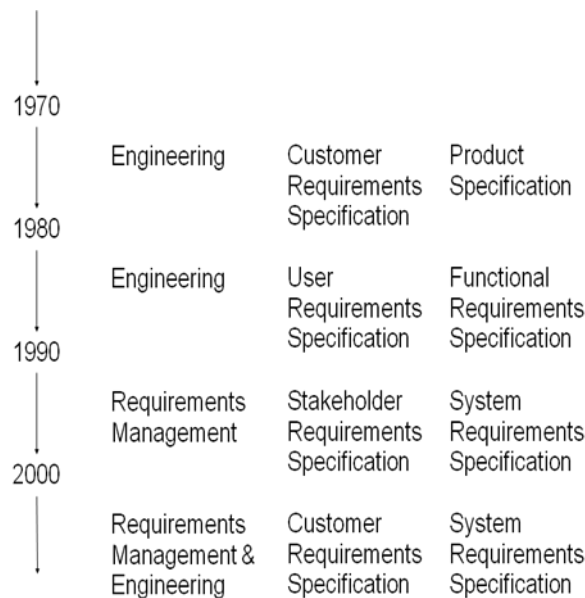 1970
Engineering Customer Product
Requirements Specification
Specification
1980
Engineering User Functional
Requirements Requirements
Specification Specification
1990
Requirements Stakeholder System
Management Requirements Requirements
Specification Specification
2000
Requirements Customer System
Management & Requirements Requirements
Engineering Specification Specification